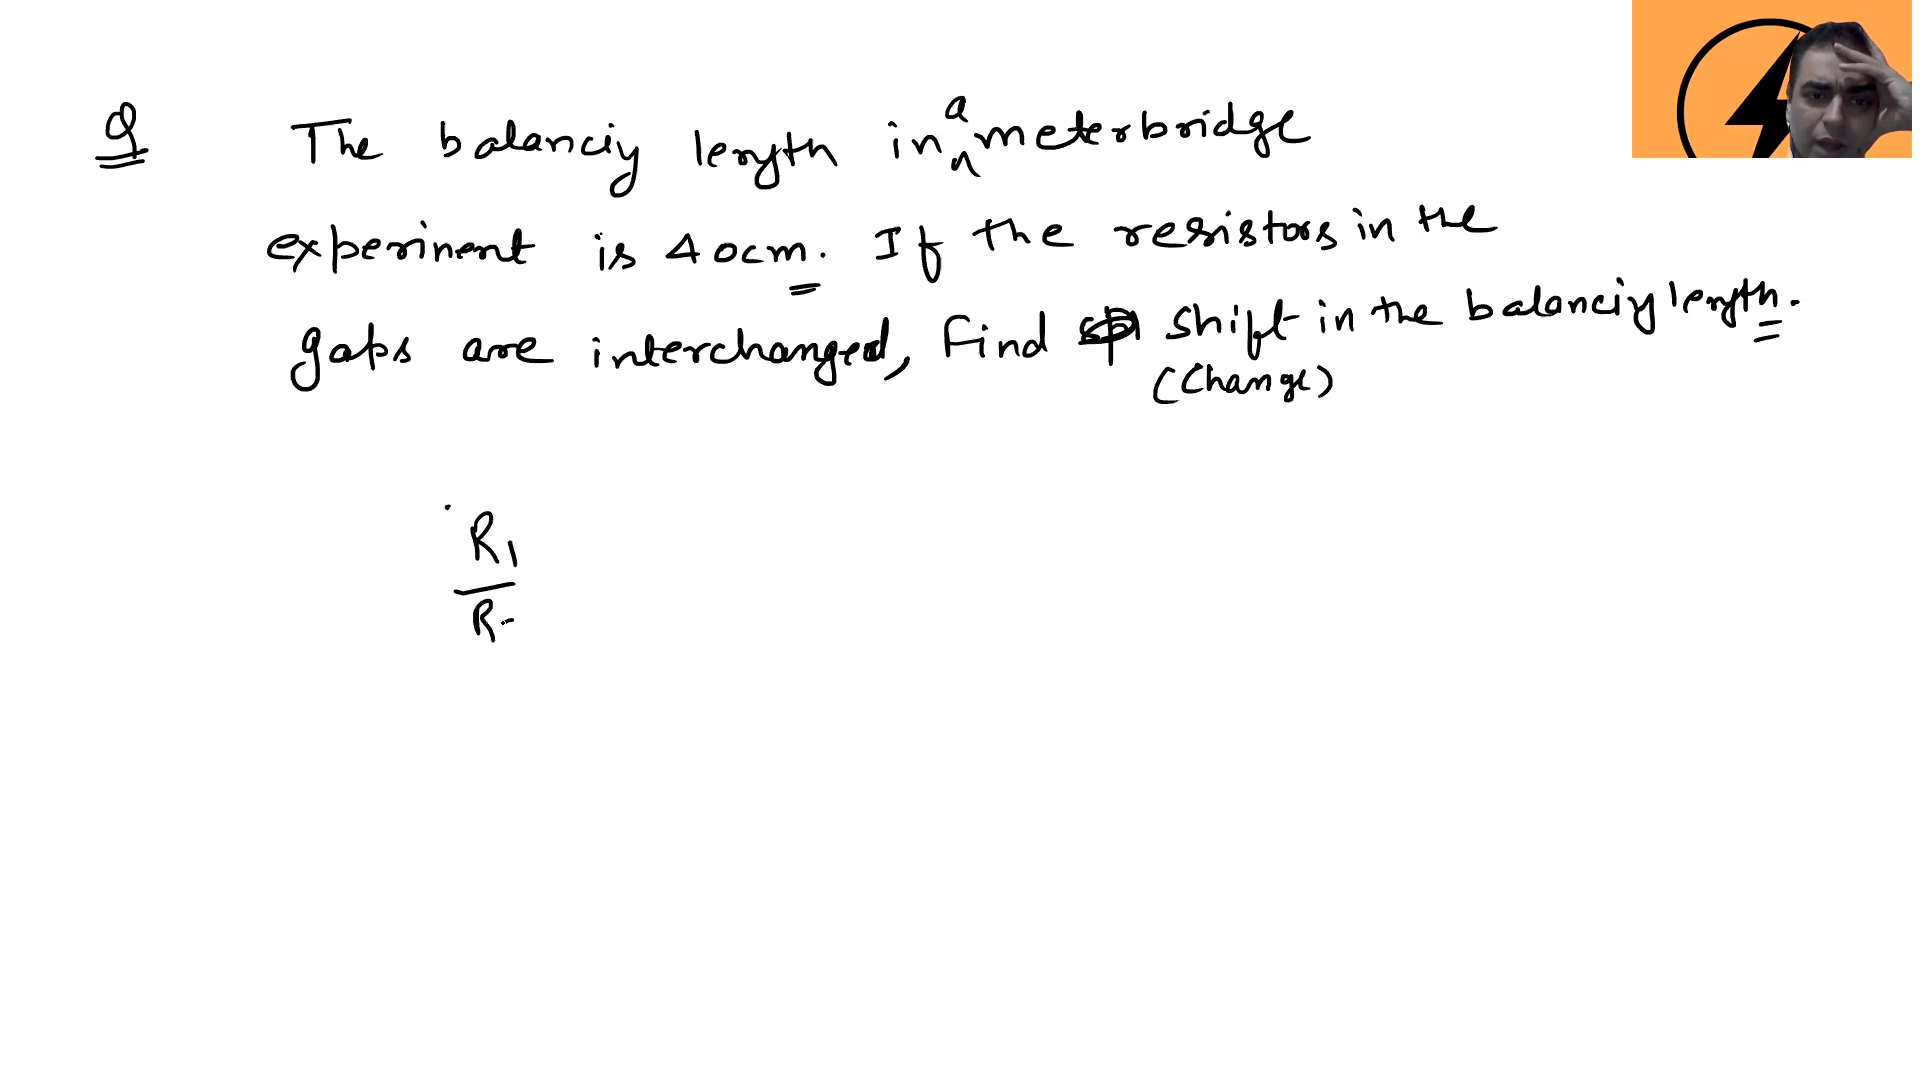 Q The balancing length in a meterbridge
experiment is 40cm. If the resistors in the
gaps are interchanged, Find shift in the balancing length.
(Change)
R1
R